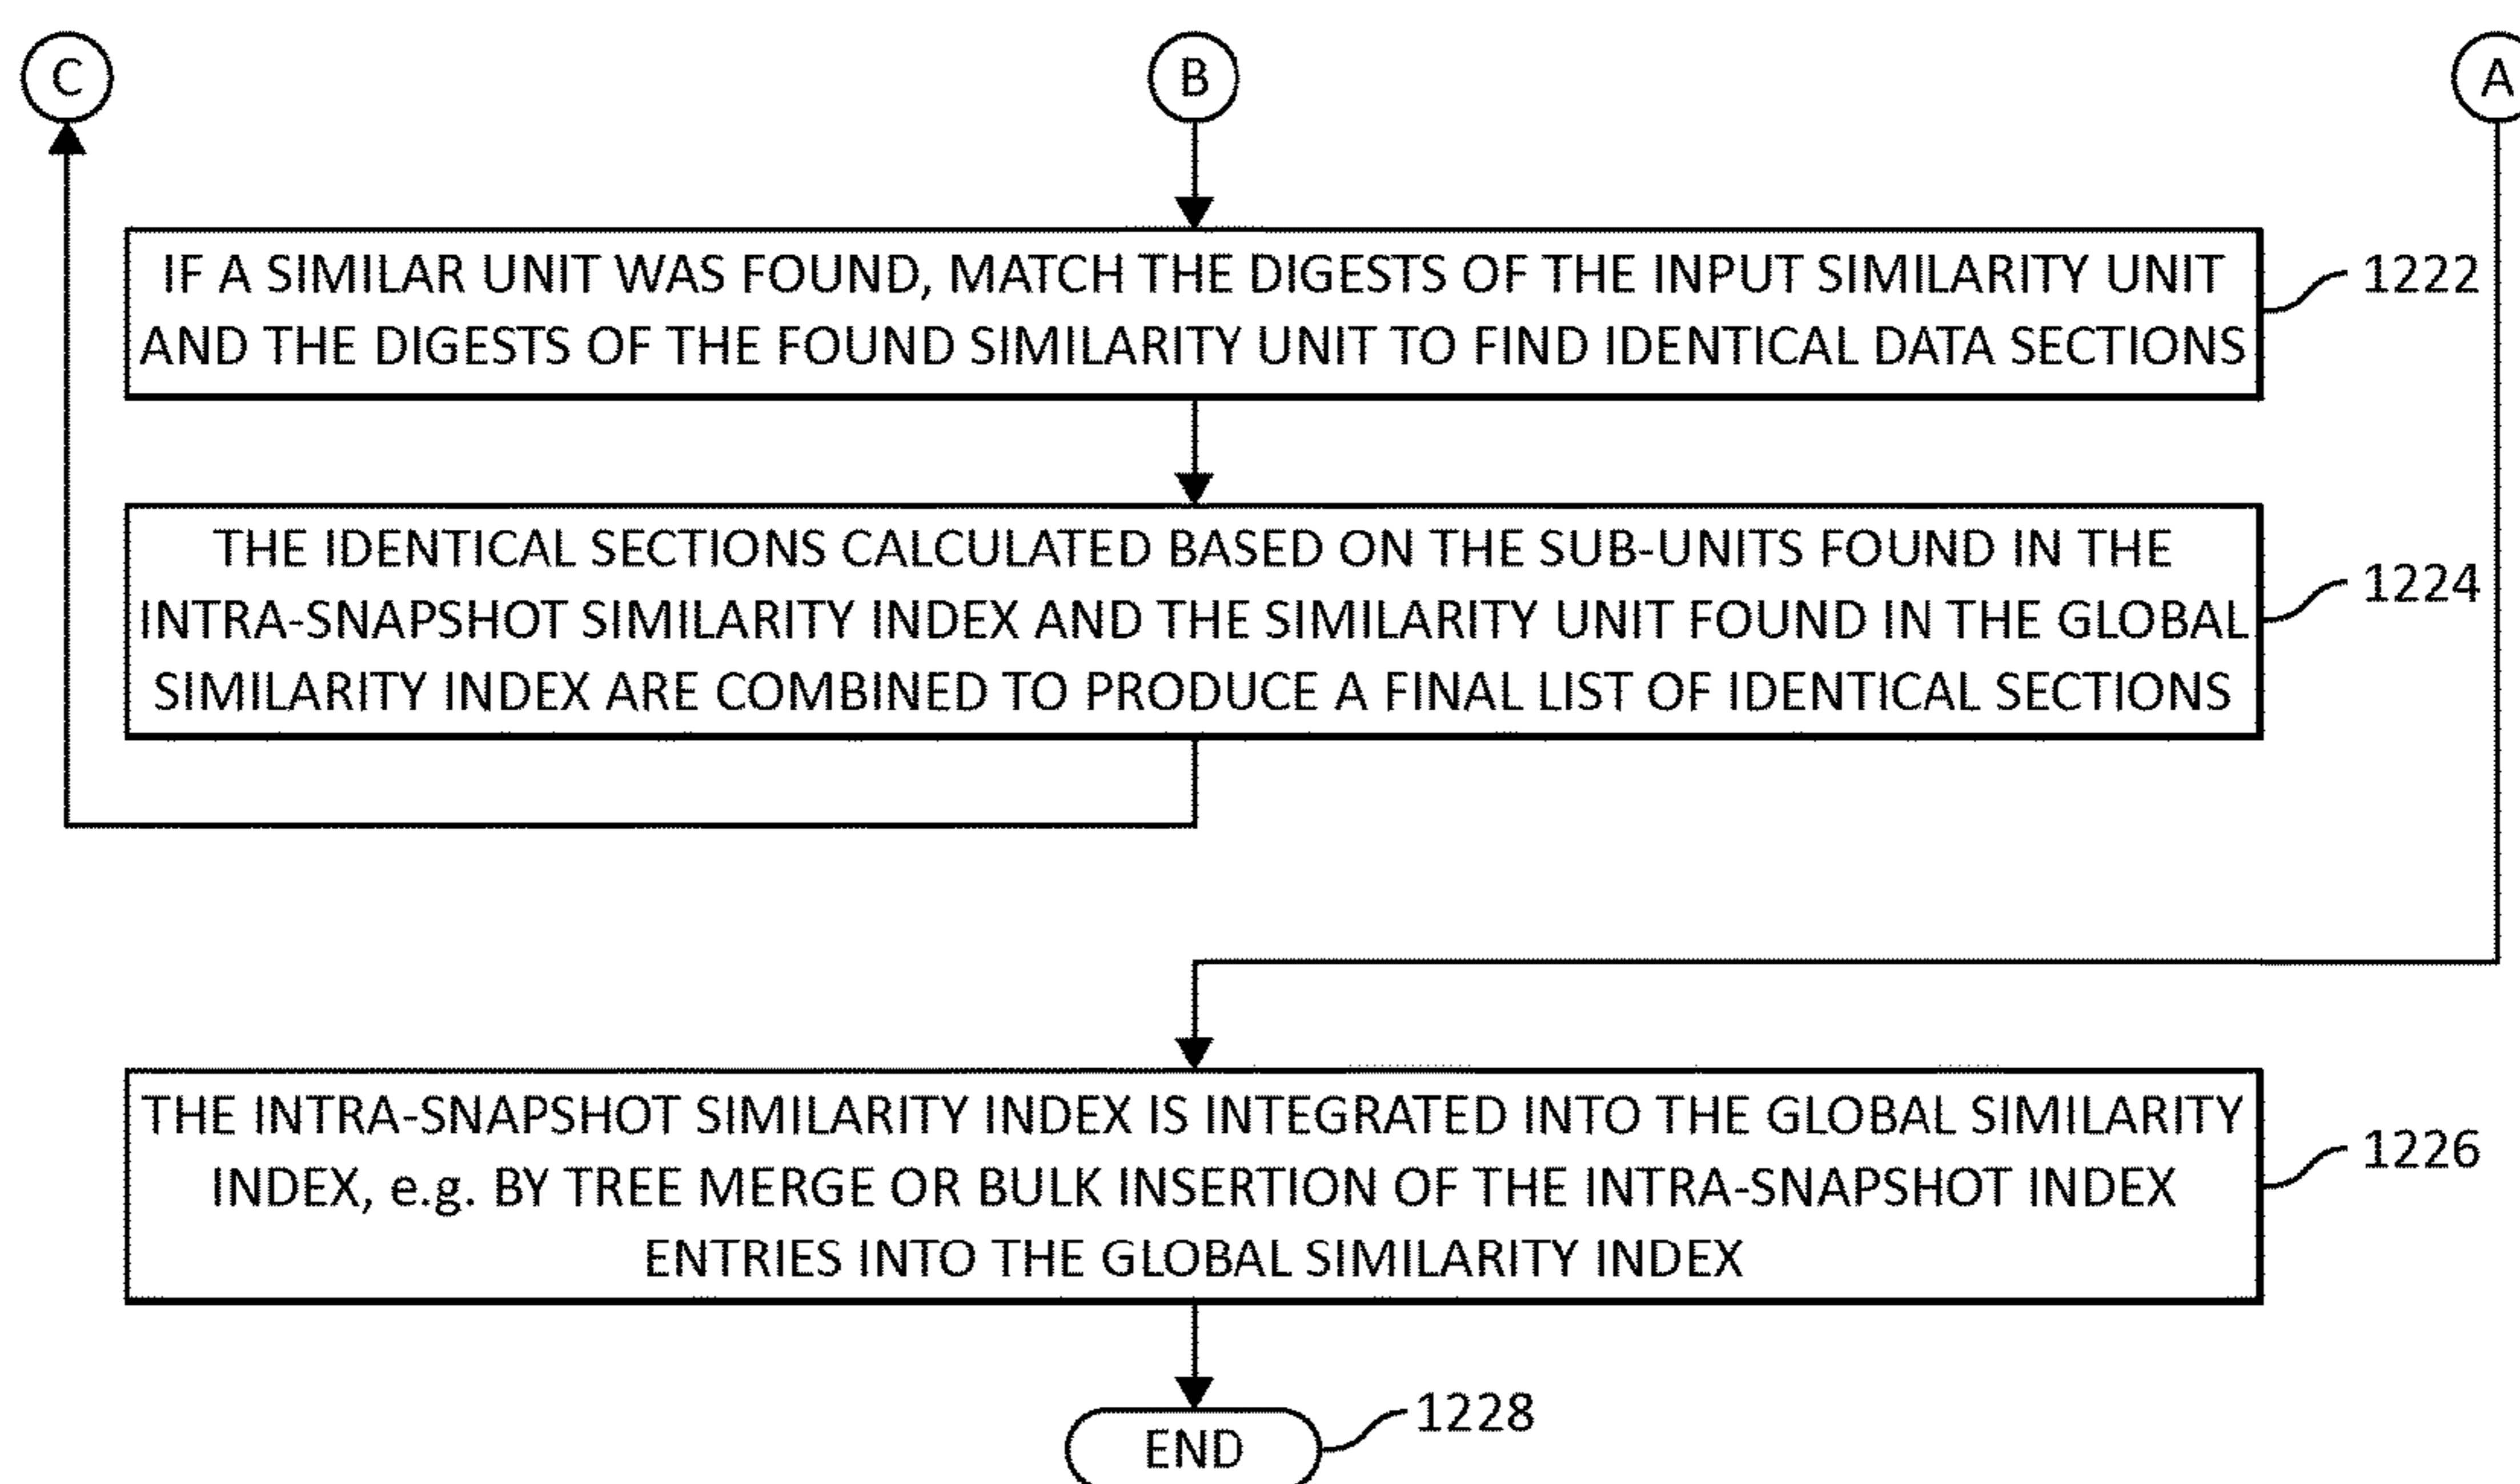 C
B
A
IF A SIMILAR UNIT WAS FOUND, MATCH THE DIGESTS OF THE INPUT SIMILARITY UNIT
AND THE DIGESTS OF THE FOUND SIMILARITY UNIT TO FIND IDENTICAL DATA SECTIONS
1222
THE IDENTICAL SECTIONS CALCULATED BASED ON THE SUB-UNITS FOUND IN THE
INTRA-SNAPSHOT SIMILARITY INDEX AND THE SIMILARITY UNIT FOUND IN THE GLOBAL
SIMILARITY INDEX ARE COMBINED TO PRODUCE A FINAL LIST OF IDENTICAL SECTIONS
1224
THE INTRA-SNAPSHOT SIMILARITY INDEX IS INTEGRATED INTO THE GLOBAL SIMILARITY
INDEX, e.g. BY TREE MERGE OR BULK INSERTION OF THE INTRA-SNAPSHOT INDEX
ENTRIES INTO THE GLOBAL SIMILARITY INDEX
1226
END
1228